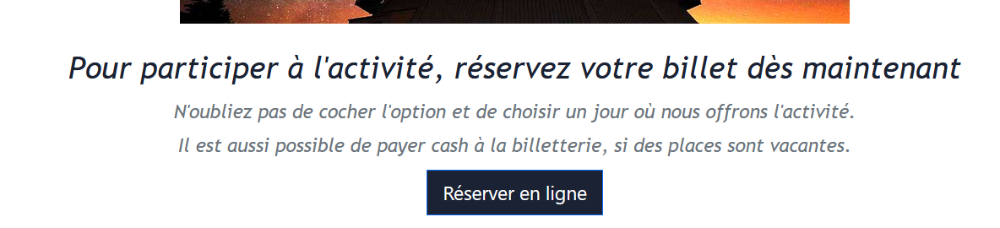 Pour participer à l'activité, réservez votre billet dès maintenant
N'oubliez pas de cocher l'option et de choisir un jour où nous offrons l'activité.
Il est aussi possible de payer cash à la billetterie, si des places sont vacantes.
Réserver en ligne